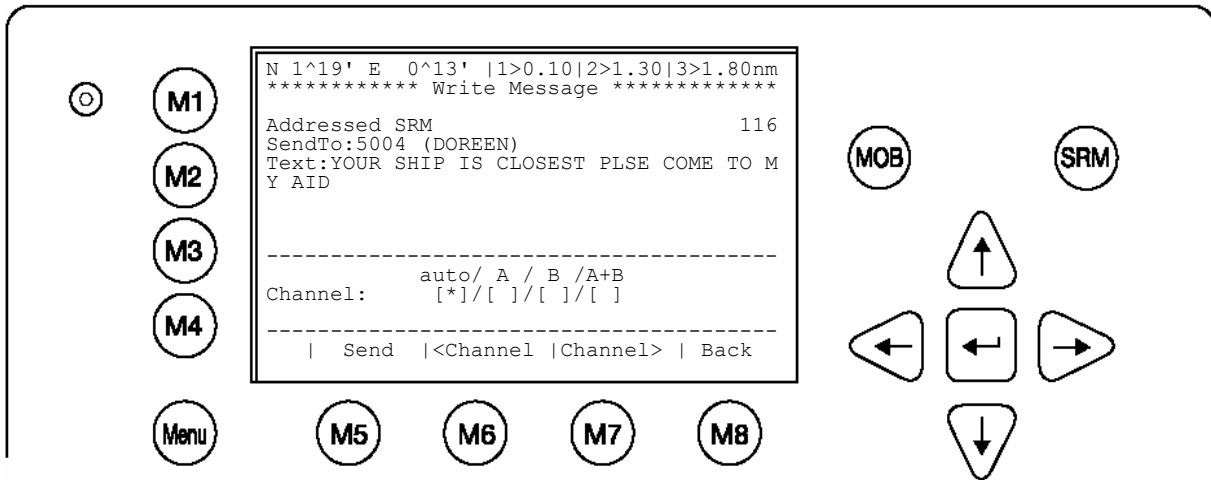 N 1^19' E  0^13' |1>0.10|2>1.30|3>1.80nm
************ Write Message *************
Addressed SRM                        116
SendTo:5004 (DOREEN)
Text:YOUR SHIP IS CLOSEST PLSE COME TO M
Y AID
----------------------------------------
auto/ A / B /A+B
Channel:     [*]/[ ]/[ ]/[ ]
----------------------------------------
|  Send  |<Channel |Channel> | Back
M1
M2
M3
M4
Menu
M5
M6
M7
M8
MOB
SRM